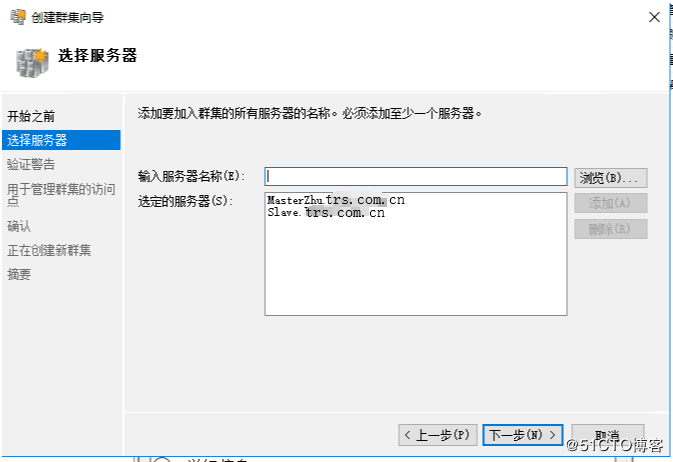 创建群集向导
选择服务器
开始之前
选择服务器
验证警告
用于管理群集的访问
点
确认
正在创建新群集
摘要
添加要加入群集的所有服务器的名称。必须添加至少一个服务器。
输入服务器名称(E):
浏览(B)...
选定的服务器(S):
MasterZhu.trs.com.cn
Slave.trs.com.cn
添加(A)
删除(R)
< 上一步(P)
下一步(N) >
取消
@51CTO博客